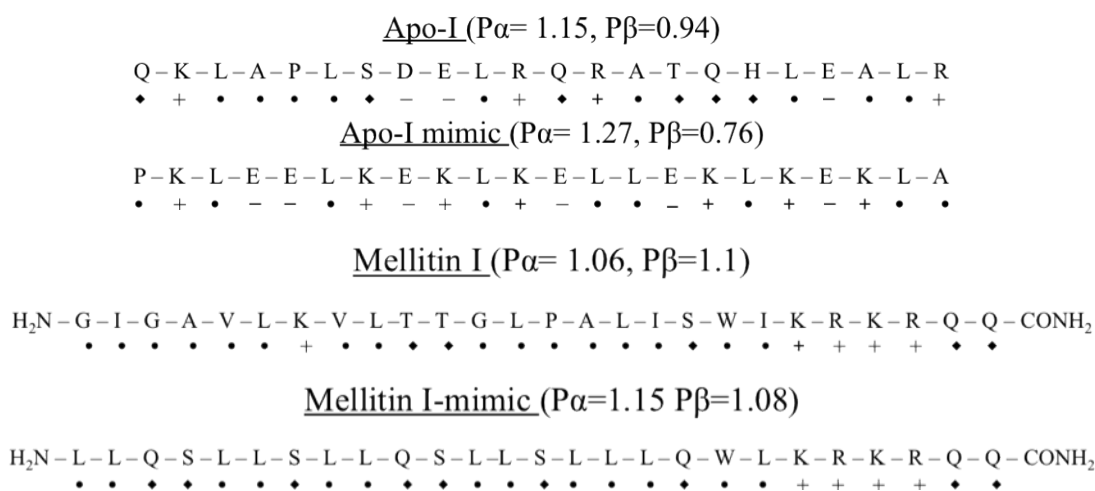 Apo-I (Pα= 1.15, Pβ=0.94)
Q – K – L – A – P – L – S – D – E – L – R – Q – R – A – T – Q – H – L – E – A – L – R
◆ + • • • • ◆ – – • + ◆ + • ◆ ◆ ◆ • – • • +
Apo-I mimic (Pα= 1.27, Pβ=0.76)
P – K – L – E – E – L – K – E – K – L – K – E – L – L – E – K – L – K – E – K – L – A
• + • – – • + – + • + – • • – + • + – + • •
Mellitin I (Pα= 1.06, Pβ=1.1)
H₂N – G – I – G – A – V – L – K – V – L – T – T – G – L – P – A – L – I – S – W – I – K – R – K – R – Q – Q – CONH₂
• • • • • • + • • ◆ ◆ • • • • • • ◆ • • + + + + ◆ ◆
Mellitin I-mimic (Pα=1.15 Pβ=1.08)
H₂N – L – L – Q – S – L – L – S – L – L – Q – S – L – L – S – L – L – L – Q – W – L – K – R – K – R – Q – Q – CONH₂
• • ◆ ◆ • • ◆ • • ◆ ◆ • • ◆ • • • ◆ • • + + + + ◆ ◆